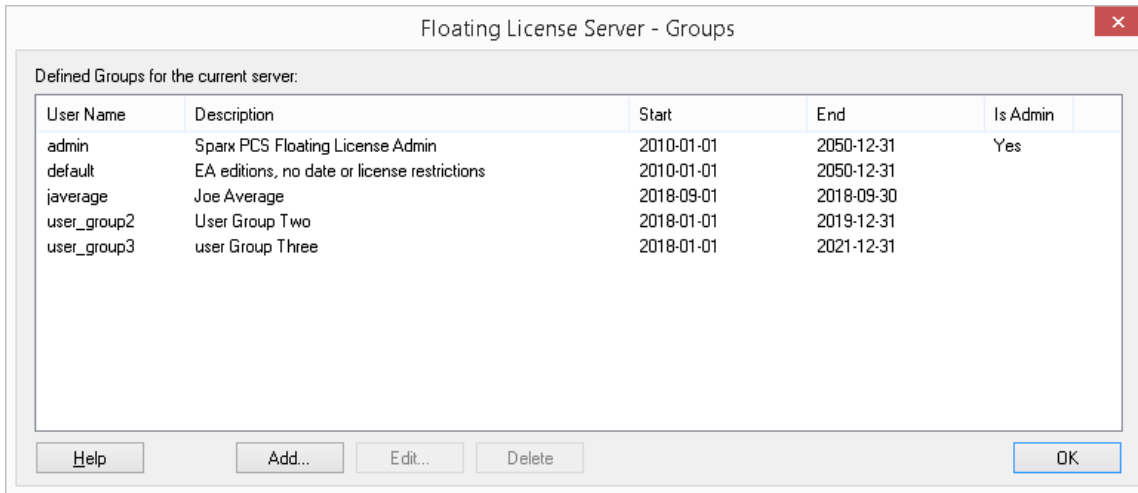 Floating License Server - Groups
Defined Groups for the current server:
User Name Description Start End Is Admin
admin Sparx PCS Floating License Admin 2010-01-01 2050-12-31 Yes
default EA editions, no date or license restrictions 2010-01-01 2050-12-31
javerage Joe Average 2018-09-01 2018-09-30
user_group2 User Group Two 2018-01-01 2019-12-31
user_group3 user Group Three 2018-01-01 2021-12-31
Help Add... Edit... Delete OK